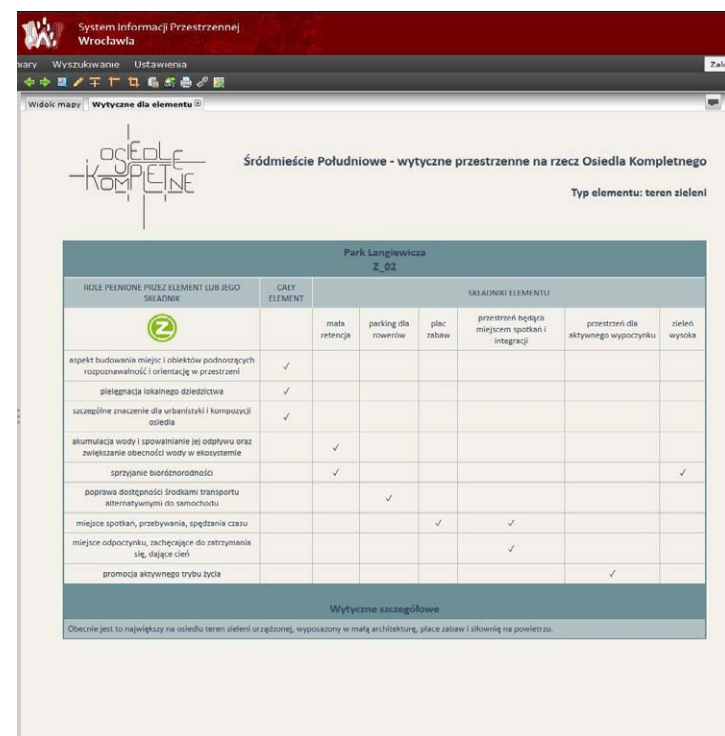 System Informacji Przestrzennej
Wrocławia
iary Wyszukiwanie Ustawienia
Zal
Widok mapy Wytyczne dla elementu
OSIEDLE
KOMPLETNE
Śródmieście Południowe - wytyczne przestrzenne na rzecz Osiedla Kompletnego
Typ elementu: teren zieleni
Park Langiewicza
Z_02
ROLE PEŁNIONE PRZEZ ELEMENT LUB JEGO
SKŁADNIK
CAŁY
ELEMENT
SKŁADNIKI ELEMENTU
Z
mała
retencja
parking dla
rowerów
plac
zabaw
przestrzeń będąca
miejscem spotkań i
integracji
przestrzeń dla
aktywnego wypoczynku
zieleń
wysoka
aspekt budowania miejsc i obiektów podnoszących
rozpoznawalność i orientację w przestrzeni ✓
pielęgnacja lokalnego dziedzictwa ✓
szczególne znaczenie dla urbanistyki i kompozycji
osiedla ✓
akumulacja wody i spowalnianie jej odpływu oraz
zwiększanie obecności wody w ekosystemie ✓
sprzyjanie bioróżnorodności ✓ ✓
poprawa dostępności środkami transportu
alternatywnymi do samochodu ✓
miejsce spotkań, przebywania, spędzania czasu ✓ ✓
miejsce odpoczynku, zachęcające do zatrzymania
się, dające cień ✓
promocja aktywnego trybu życia ✓
Wytyczne szczegółowe
Obecnie jest to największy na osiedlu teren zieleni urządzonej, wyposażony w małą architekturę, place zabaw i siłownię na powietrzu.